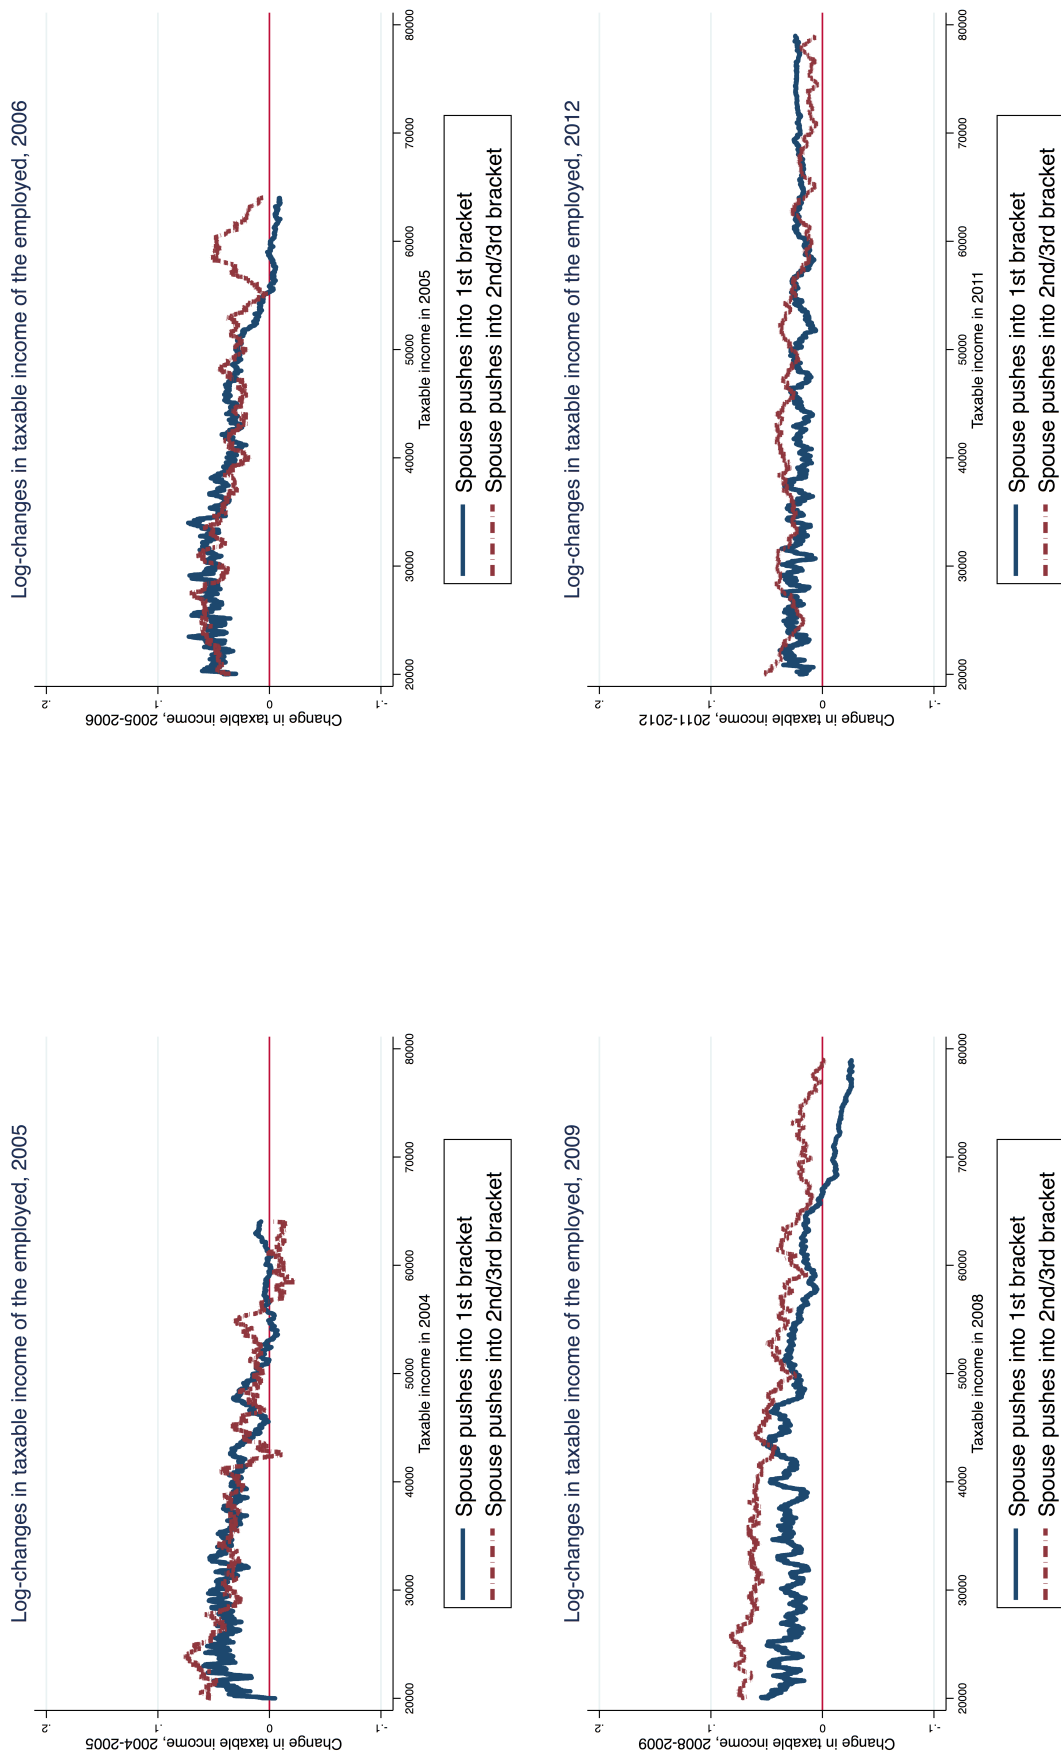 Log-changes in taxable income of the employed, 2005
Change in taxable income, 2004-2005
.2
.1
0
-.1
20000
30000
40000
50000
60000
70000
80000
Taxable income in 2004
Spouse pushes into 1st bracket
Spouse pushes into 2nd/3rd bracket
Log-changes in taxable income of the employed, 2006
Change in taxable income, 2005-2006
.2
.1
0
-.1
20000
30000
40000
50000
60000
70000
80000
Taxable income in 2005
Spouse pushes into 1st bracket
Spouse pushes into 2nd/3rd bracket
Log-changes in taxable income of the employed, 2009
Change in taxable income, 2008-2009
.2
.1
0
-.1
20000
30000
40000
50000
60000
70000
80000
Taxable income in 2008
Spouse pushes into 1st bracket
Spouse pushes into 2nd/3rd bracket
Log-changes in taxable income of the employed, 2012
Change in taxable income, 2011-2012
.2
.1
0
-.1
20000
30000
40000
50000
60000
70000
80000
Taxable income in 2011
Spouse pushes into 1st bracket
Spouse pushes into 2nd/3rd bracket